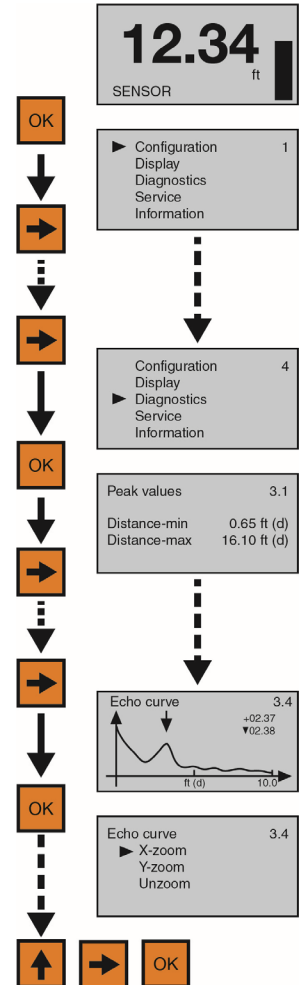 12.34
ft
SENSOR
OK
Configuration 1
Display
Diagnostics
Service
Information
Configuration 4
Display
Diagnostics
Service
Information
OK
Peak values 3.1
Distance-min 0.65 ft (d)
Distance-max 16.10 ft (d)
Echo curve 3.4
+02.37
▼02.38
ft (d) 10.0
OK
Echo curve 3.4
X-zoom
Y-zoom
Unzoom
OK